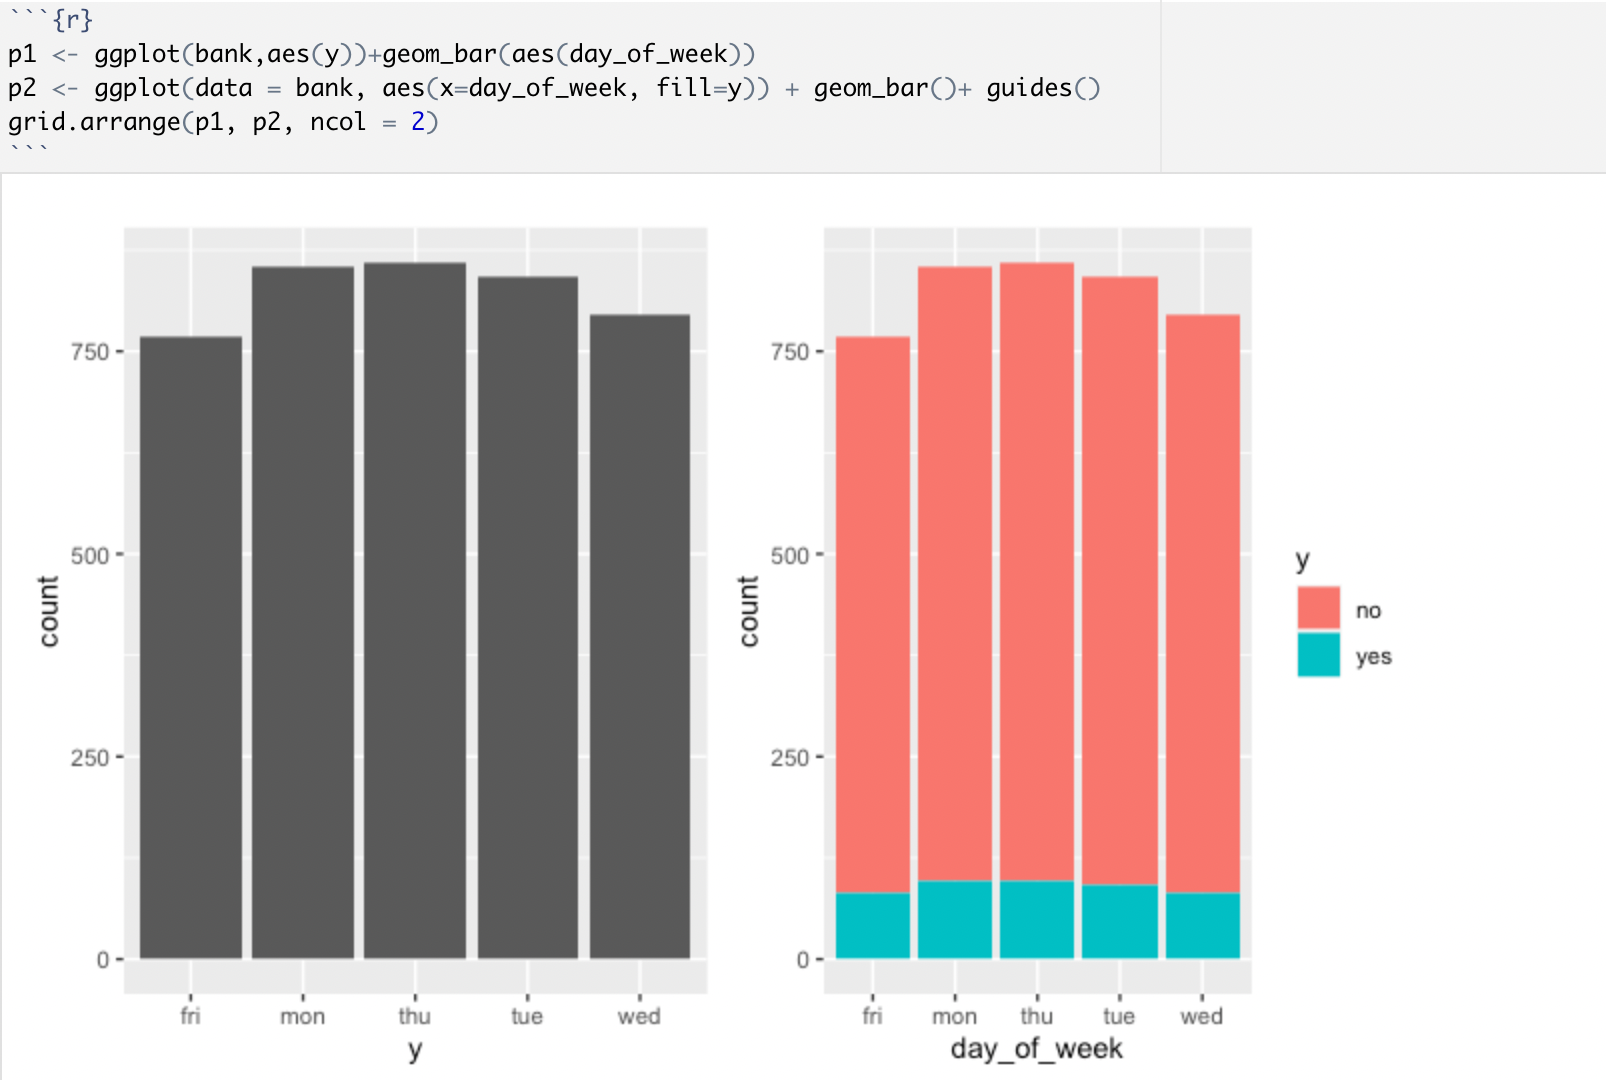 ```{r}
p1 <- ggplot(bank,aes(y))+geom_bar(aes(day_of_week))
p2 <- ggplot(data = bank, aes(x=day_of_week, fill=y)) + geom_bar()+ guides()
grid.arrange(p1, p2, ncol = 2)
```
750
500
250
0
count
fri mon thu tue wed
y
750
500
250
0
count
fri mon thu tue wed
day_of_week
y
no
yes